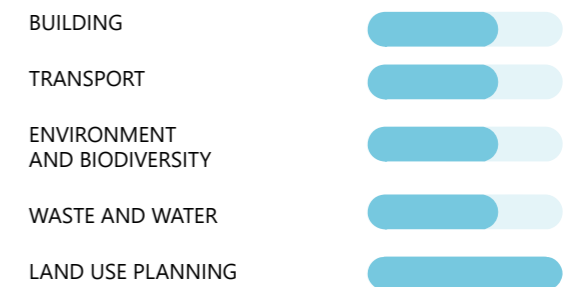 BUILDING
TRANSPORT
ENVIRONMENT
AND BIODIVERSITY
WASTE AND WATER
LAND USE PLANNING